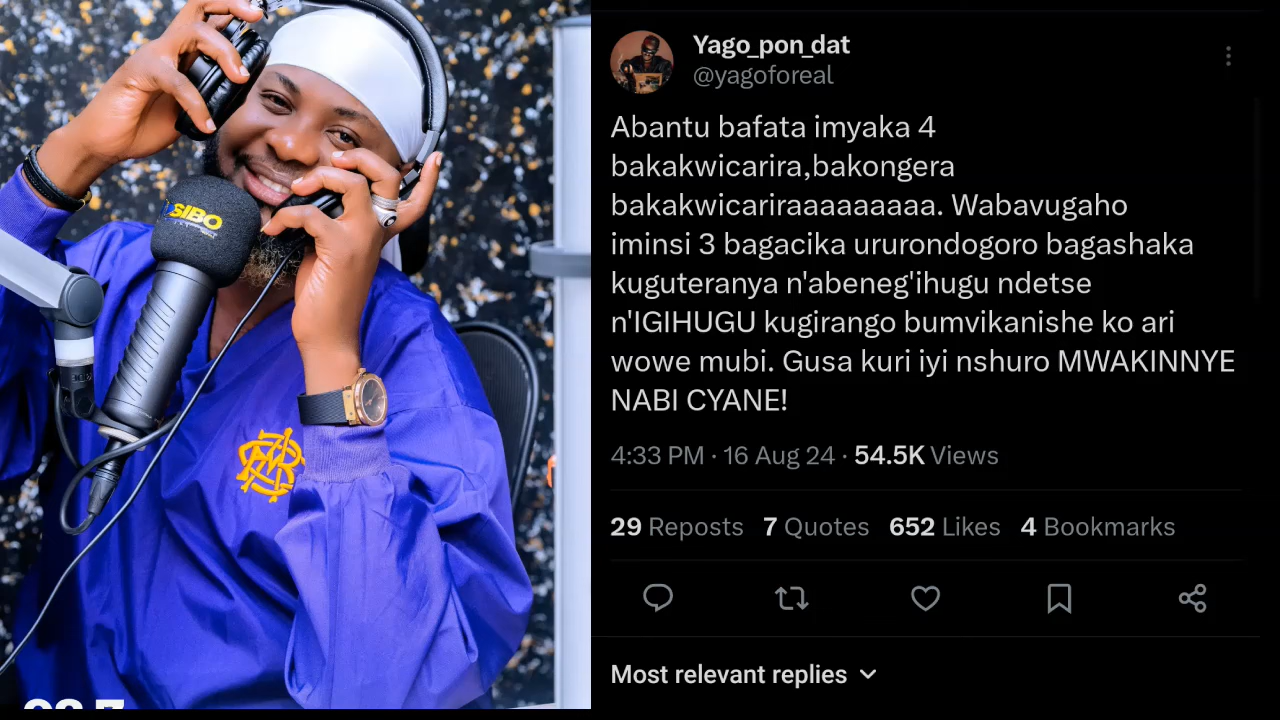 SIBO
Yago_pon_dat
@yagoforeal
Abantu bafata imyaka 4
bakakwicarira,bakongera
bakakwicariraaaaaaaaa. Wabavugaho
iminsi 3 bagacika ururondogoro bagashaka
kuguteranya n'abeneg'ihugu ndetse
n'IGIHUGU kugirango bumvikanishe ko ari
wowe mubi. Gusa kuri iyi nshuro MWAKINNYE
NABI CYANE!
4:33 PM · 16 Aug 24 · 54.5K Views
29 Reposts 7 Quotes 652 Likes 4 Bookmarks
Most relevant replies